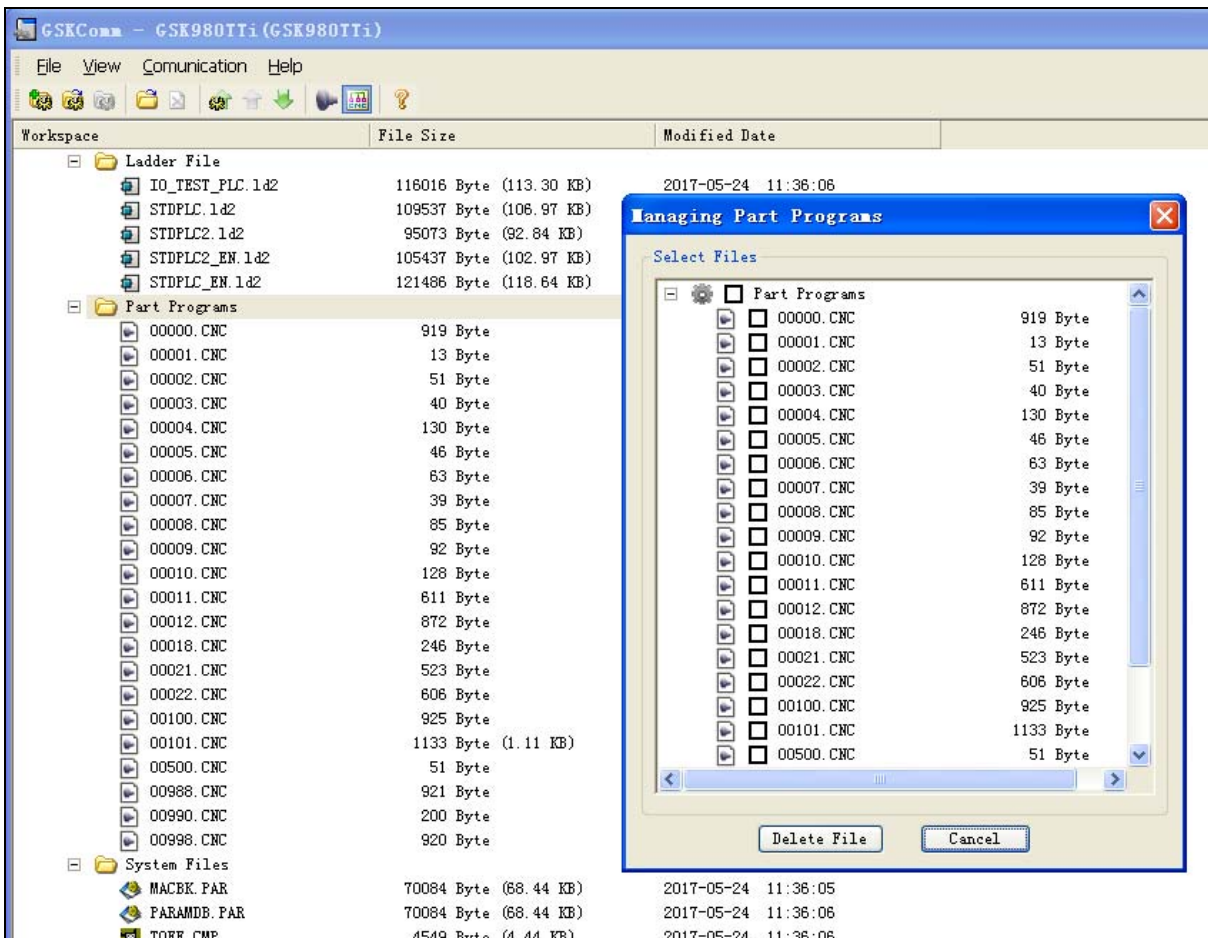 GSKComm - GSK980TTi(GSK980TTi)
File View Comunication Help
Workspace File Size Modified Date
Ladder File
IO_TEST_PLC.ld2 116016 Byte (113.30 KB) 2017-05-24 11:36:06
STDPLC.ld2 109537 Byte (106.97 KB)
STDPLC2.ld2 95073 Byte (92.84 KB)
STDPLC2_EN.ld2 105437 Byte (102.97 KB)
STDPLC_EN.ld2 121486 Byte (118.64 KB)
Part Programs
O0000.CNC 919 Byte
O0001.CNC 13 Byte
O0002.CNC 51 Byte
O0003.CNC 40 Byte
O0004.CNC 130 Byte
O0005.CNC 46 Byte
O0006.CNC 63 Byte
O0007.CNC 39 Byte
O0008.CNC 85 Byte
O0009.CNC 92 Byte
O0010.CNC 128 Byte
O0011.CNC 611 Byte
O0012.CNC 872 Byte
O0018.CNC 246 Byte
O0021.CNC 523 Byte
O0022.CNC 606 Byte
O0100.CNC 925 Byte
O0101.CNC 1133 Byte (1.11 KB)
O0500.CNC 51 Byte
O0988.CNC 921 Byte
O0990.CNC 200 Byte
O0998.CNC 920 Byte
System Files
MACBK.PAR 70084 Byte (68.44 KB) 2017-05-24 11:36:05
PARAMDB.PAR 70084 Byte (68.44 KB) 2017-05-24 11:36:06
TOFF.CMP 4549 Byte (4.44 KB) 2017-05-24 11:36:06
Managing Part Programs
Select Files
Part Programs
O0000.CNC 919 Byte
O0001.CNC 13 Byte
O0002.CNC 51 Byte
O0003.CNC 40 Byte
O0004.CNC 130 Byte
O0005.CNC 46 Byte
O0006.CNC 63 Byte
O0007.CNC 39 Byte
O0008.CNC 85 Byte
O0009.CNC 92 Byte
O0010.CNC 128 Byte
O0011.CNC 611 Byte
O0012.CNC 872 Byte
O0018.CNC 246 Byte
O0021.CNC 523 Byte
O0022.CNC 606 Byte
O0100.CNC 925 Byte
O0101.CNC 1133 Byte
O0500.CNC 51 Byte
Delete File Cancel